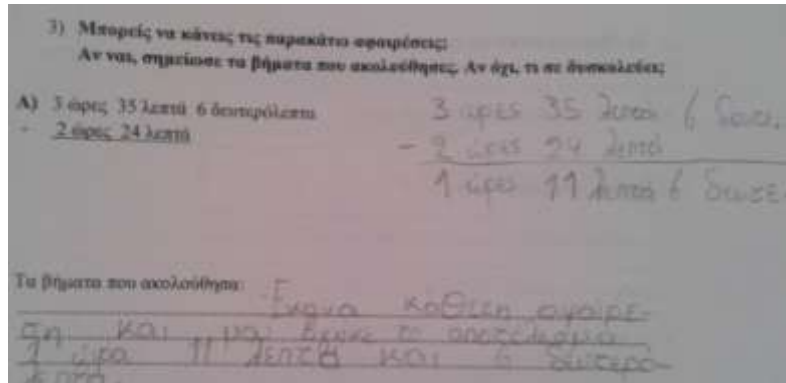 3) Μπορείς να κάνεις τις παρακάτω αφαιρέσεις;
Αν ναι, σημείωσε τα βήματα που ακολούθησες. Αν όχι, τι σε δυσκολεύει;
Α) 3 ώρες 35 λεπτά 6 δευτερόλεπτα
- 2 ώρες 24 λεπτά
3 ώρες 35 λεπτά 6 δευτε.
- 2 ώρες 24 λεπτά
1 ώρες 11 λεπτά 6 δευτε
Τα βήματα που ακολούθησα: Έκανα κάθετη αφαίρε-
ση και μου βγήκε το αποτέλεσμα
1 ώρα 11 λεπτά και 6 δευτερό-
λεπτα.